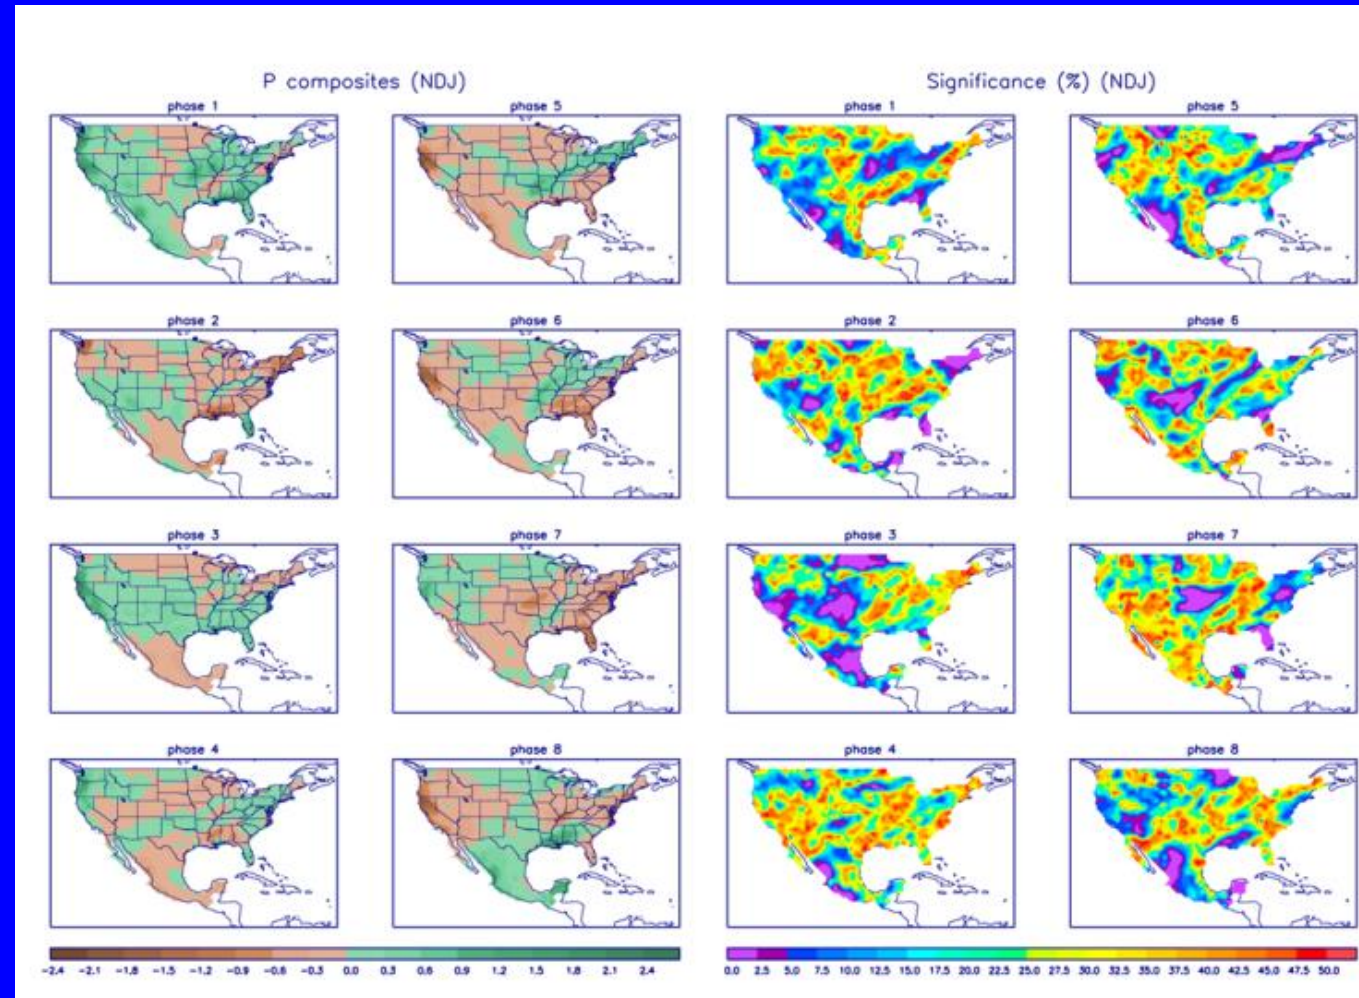 P composites (NDJ)
Significance (%) (NDJ)
phase 1
phase 5
phase 1
phase 5
phase 2
phase 6
phase 2
phase 6
phase 3
phase 7
phase 3
phase 7
phase 4
phase 8
phase 4
phase 8
-2.4 -2.1 -1.8 -1.5 -1.2 -0.9 -0.6 -0.3 0.0 0.3 0.6 0.9 1.2 1.5 1.8 2.1 2.4
0.0 2.5 5.0 7.5 10.0 12.5 15.0 17.5 20.0 22.5 25.0 27.5 30.0 32.5 35.0 37.5 40.0 42.5 45.0 47.5 50.0